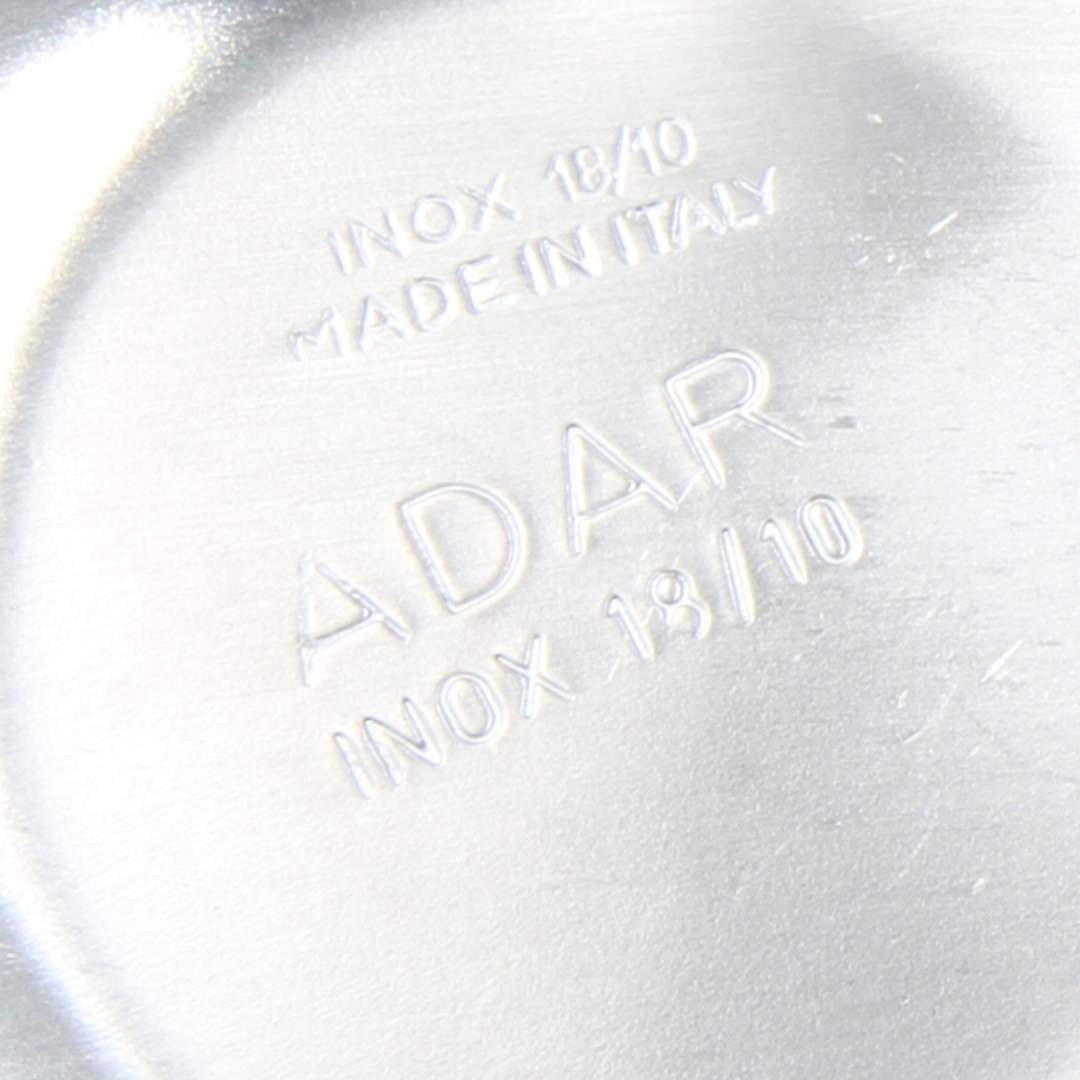 INOX 18/10
MADE IN ITALY
ADAR
INOX 18/10